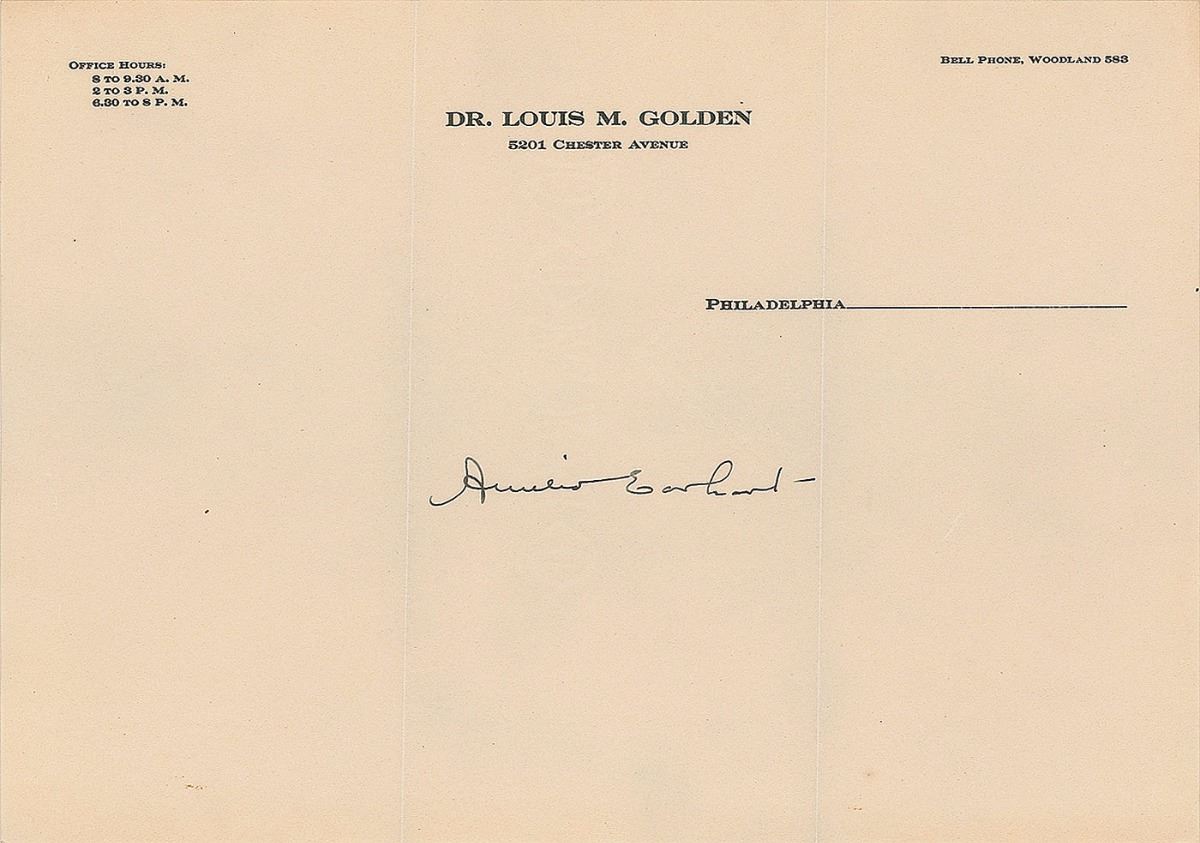 OFFICE HOURS:
8 TO 9.30 A. M.
2 TO 3 P. M.
6.30 TO 8 P. M.
BELL PHONE, WOODLAND 583
DR. LOUIS M. GOLDEN
5201 CHESTER AVENUE
PHILADELPHIA
Amelia Earhart